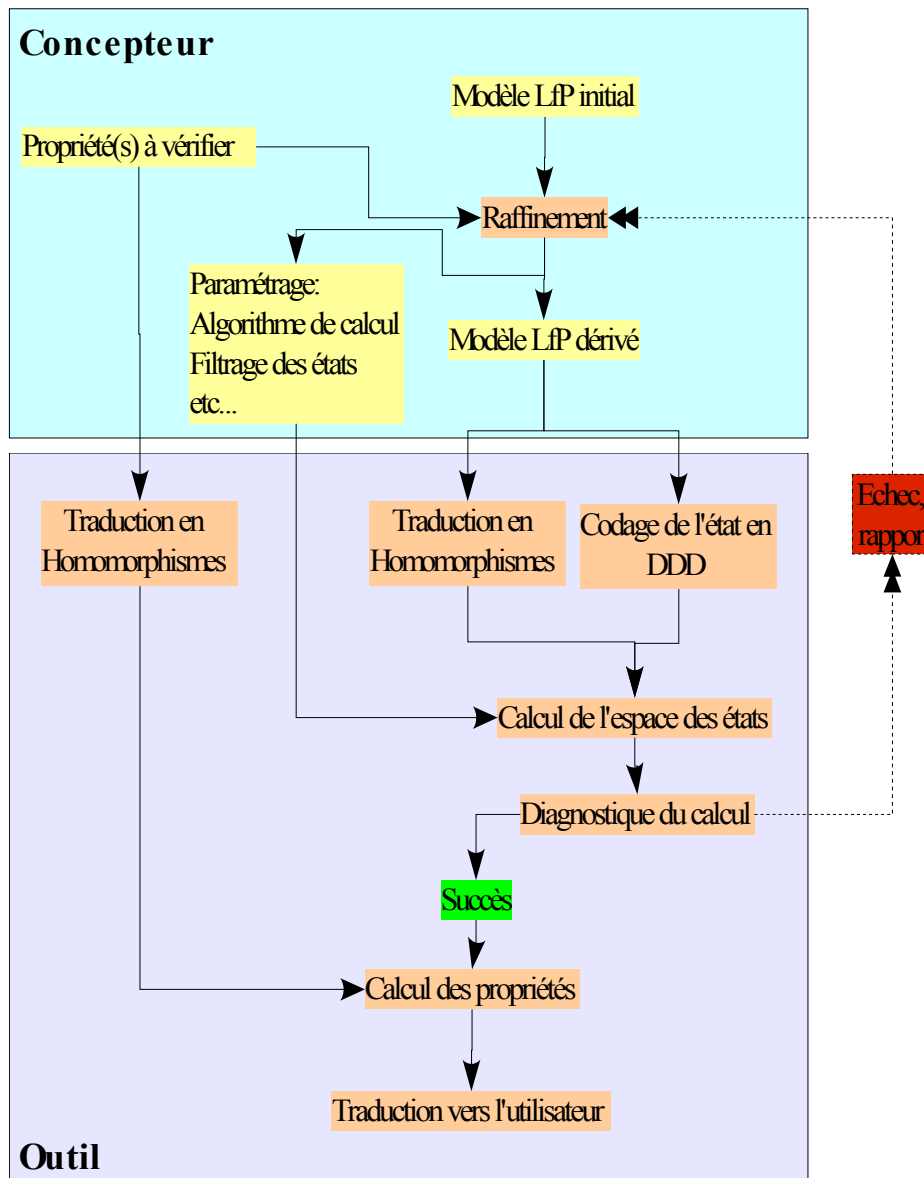 Concepteur
Modèle LfP initial
Propriété(s) à vérifier
Raffinement
Paramétrage:
Algorithme de calcul
Filtrage des états
etc...
Modèle LfP dérivé
Traduction en
Homomorphismes
Traduction en
Homomorphismes
Codage de l'état en
DDD
Echec,
rappor
Calcul de l'espace des états
Diagnostique du calcul
Succès
Calcul des propriétés
Traduction vers l'utilisateur
Outil